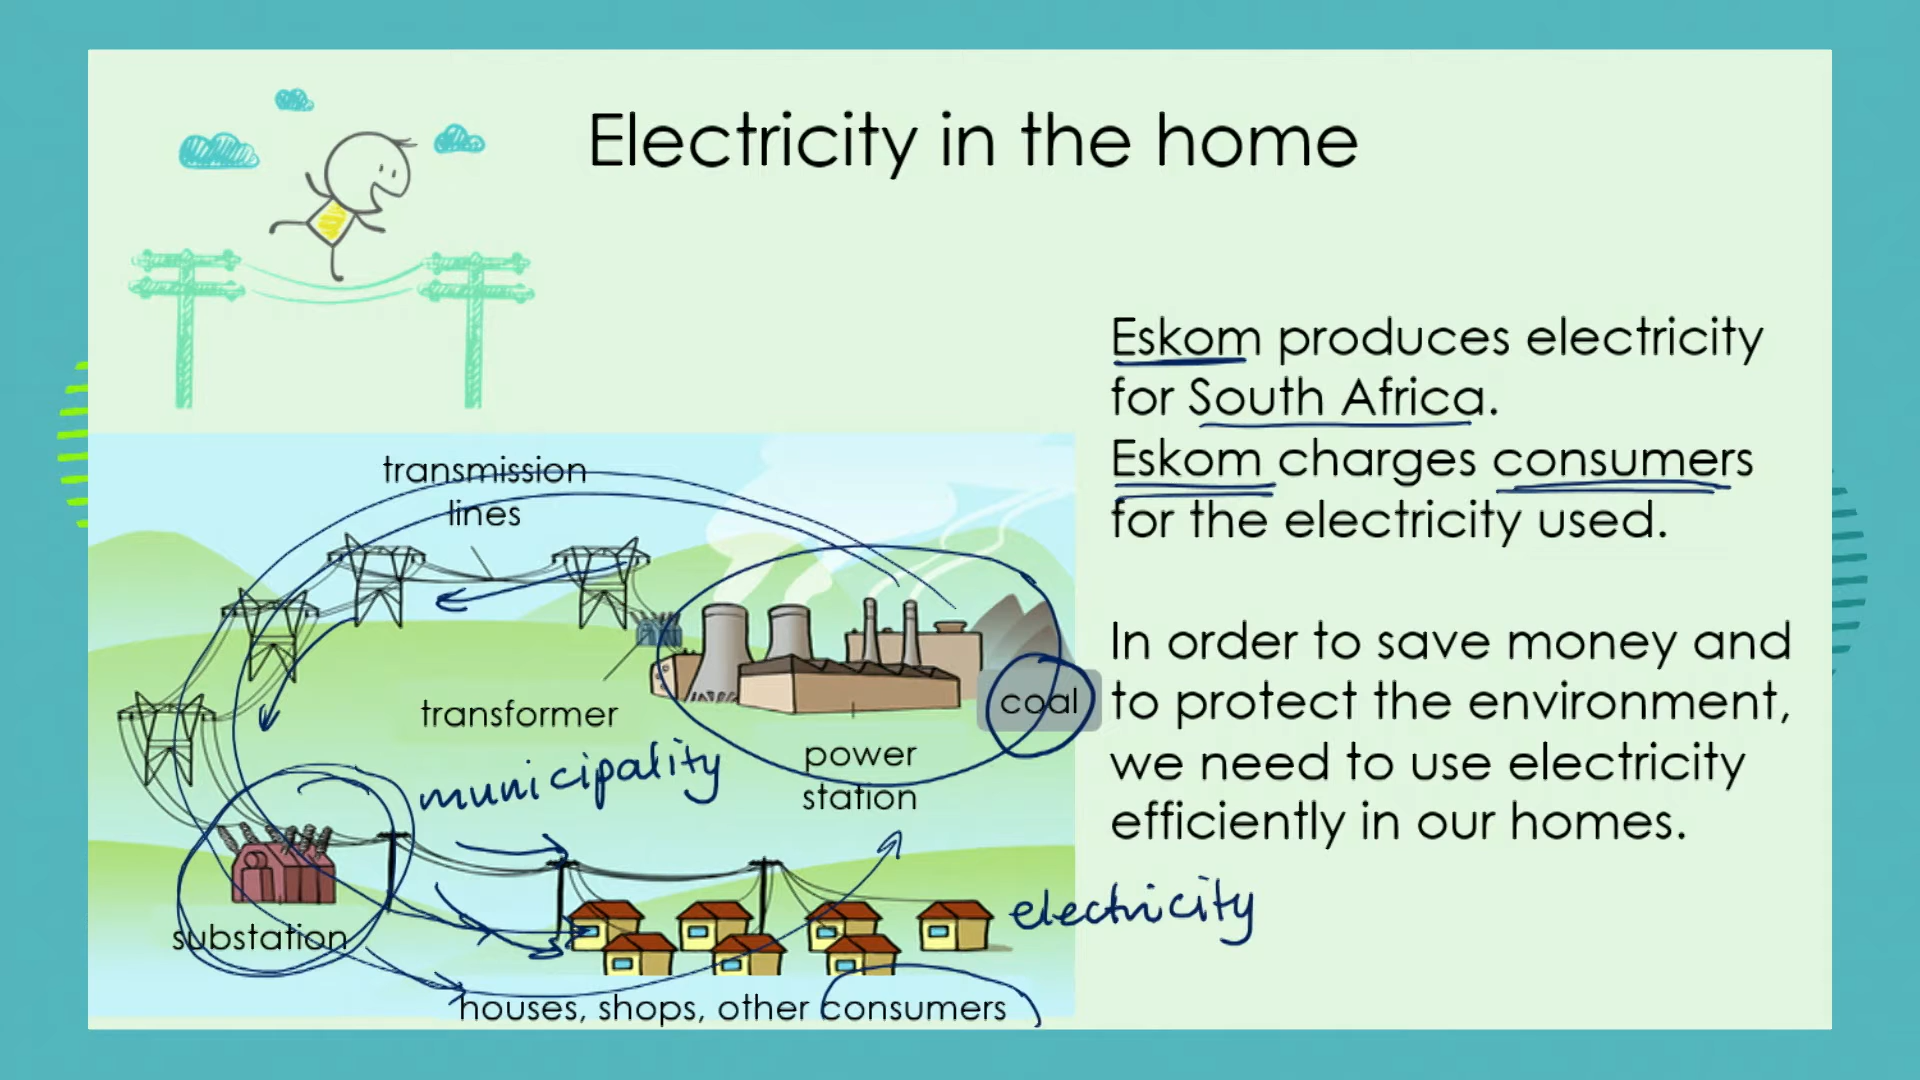 Electricity in the home
Eskom produces electricity
for South Africa.
Eskom charges consumers
for the electricity used.
In order to save money and
to protect the environment,
we need to use electricity
efficiently in our homes.
transmission
lines
transformer
coal
power
station
municipality
substation
electricity
houses, shops, other consumers